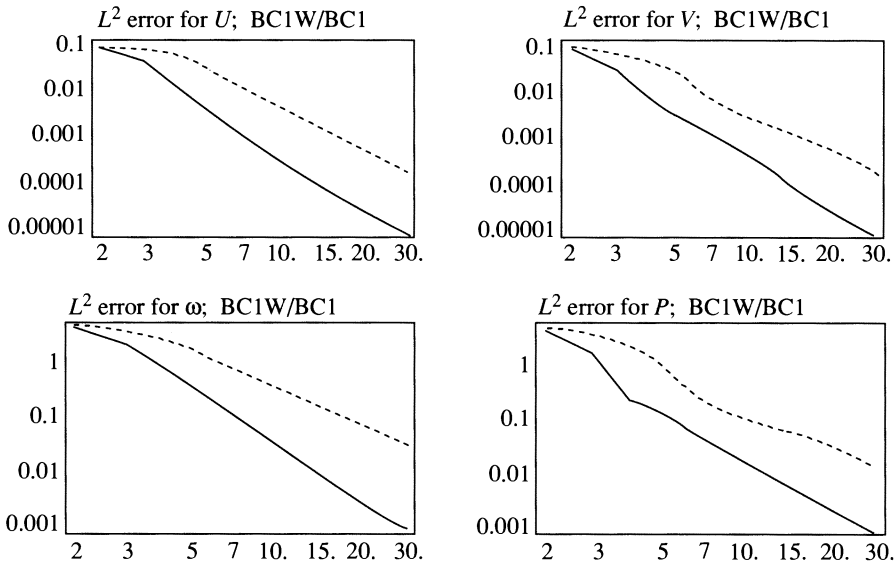 L² error for U; BC1W/BC1
0.1
0.01
0.001
0.0001
0.00001
2 3 5 7 10. 15. 20. 30.
L² error for V; BC1W/BC1
0.1
0.01
0.001
0.0001
0.00001
2 3 5 7 10. 15. 20. 30.
L² error for ω; BC1W/BC1
1
0.1
0.01
0.001
2 3 5 7 10. 15. 20. 30.
L² error for P; BC1W/BC1
1
0.1
0.01
0.001
2 3 5 7 10. 15. 20. 30.